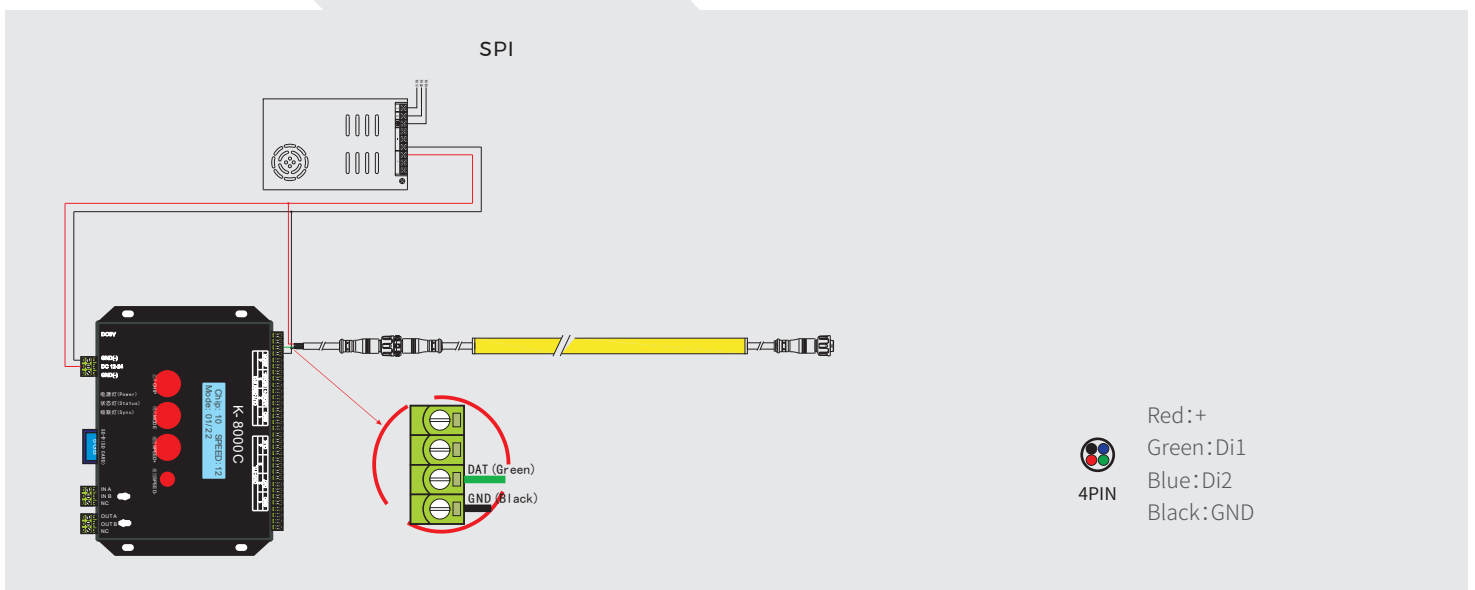 SPI
DC5V
GND(-)
DC 12-24
GND(-)
电源灯(Power)
状态灯(Status)
级联灯(Sync)
IN A
IN B
NC
OUT A
OUT B
NC
Chip: 10 SPEED:12
Mode: 01/22
K-8000C
DAT(Green)
GND(Black)
4PIN
Red:+
Green:Di1
Blue:Di2
Black:GND